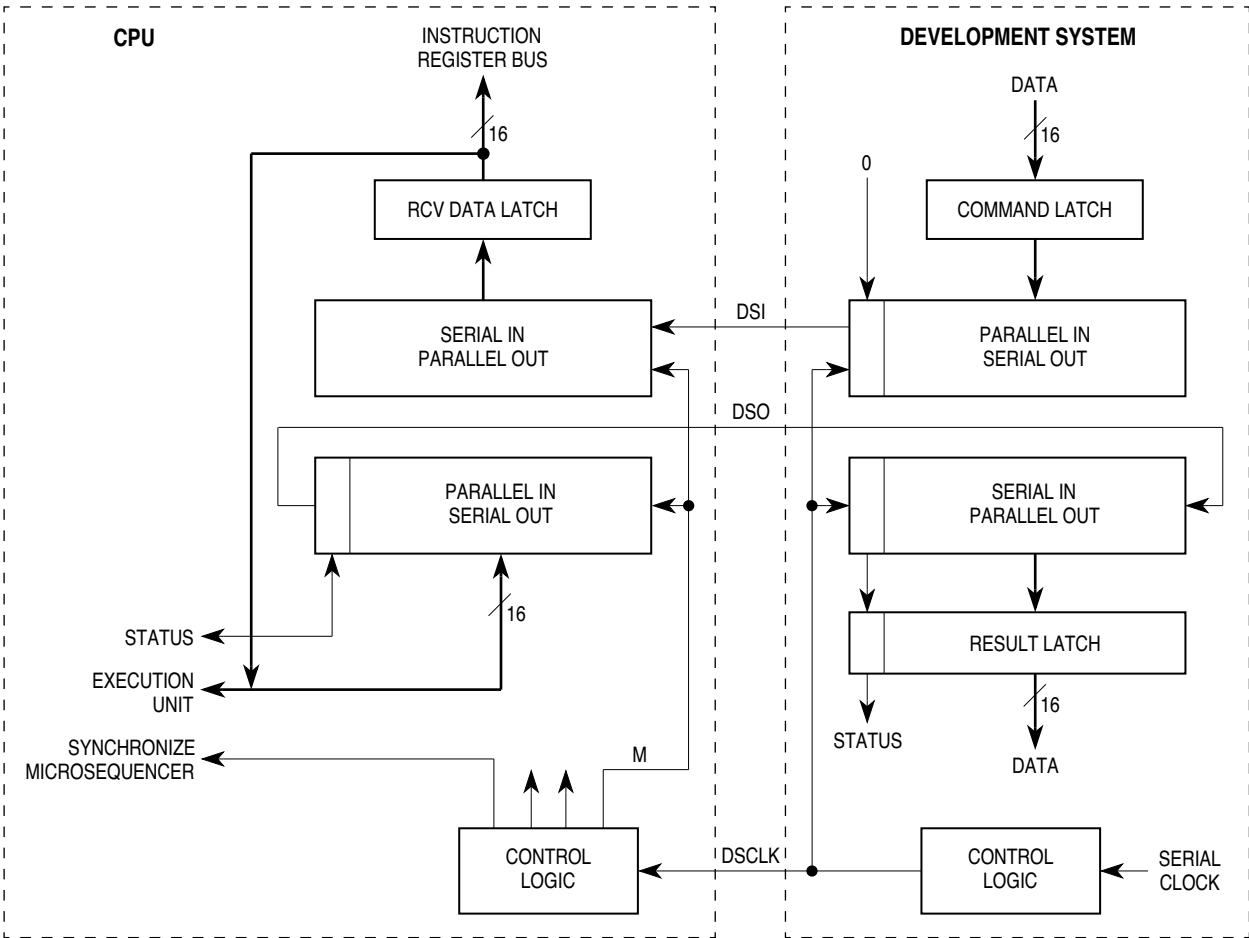 CPU
INSTRUCTION
REGISTER BUS
16
RCV DATA LATCH
SERIAL IN
PARALLEL OUT
PARALLEL IN
SERIAL OUT
16
STATUS
EXECUTION
UNIT
SYNCHRONIZE
MICROSEQUENCER
M
CONTROL
LOGIC
DSI
DSO
DSCLK
DEVELOPMENT SYSTEM
DATA
16
0
COMMAND LATCH
PARALLEL IN
SERIAL OUT
SERIAL IN
PARALLEL OUT
RESULT LATCH
16
STATUS
DATA
CONTROL
LOGIC
SERIAL
CLOCK